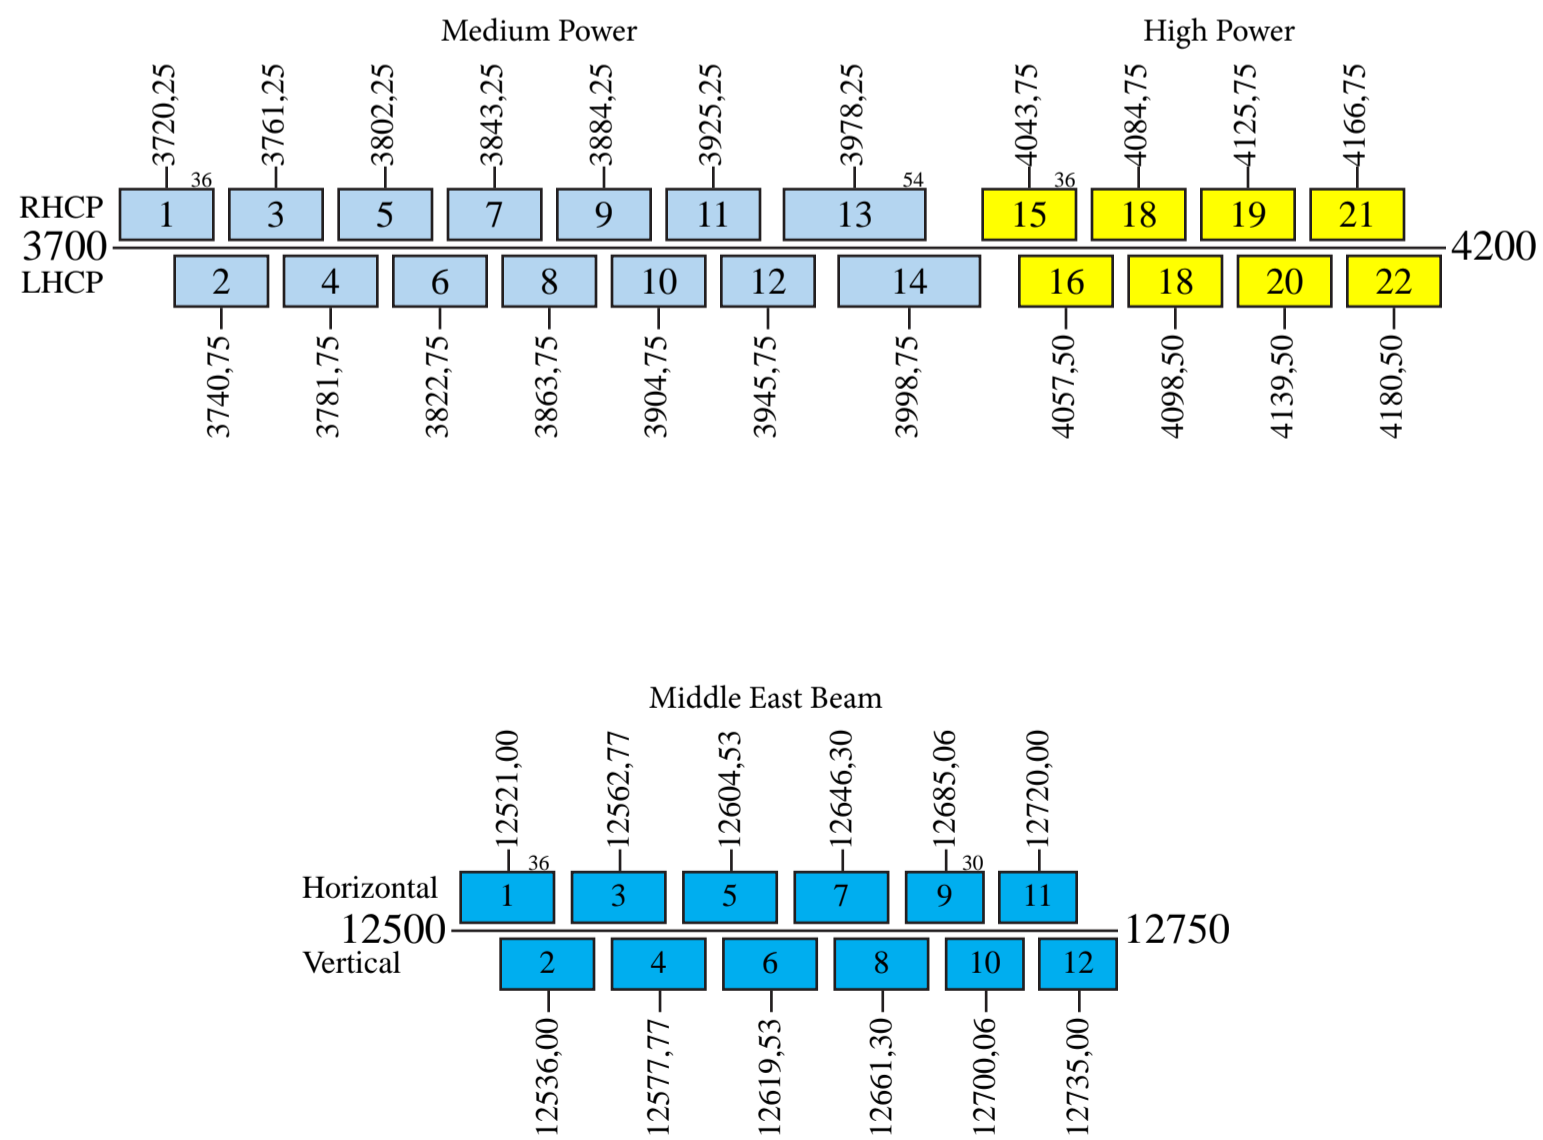 Medium Power High Power
3720,25 3761,25 3802,25 3843,25 3884,25 3925,25 3978,25 4043,75 4084,75 4125,75 4166,75
36 54 36
RHCP 1 3 5 7 9 11 13 15 18 19 21
3700 4200
LHCP 2 4 6 8 10 12 14 16 18 20 22
3740,75 3781,75 3822,75 3863,75 3904,75 3945,75 3998,75 4057,50 4098,50 4139,50 4180,50
Middle East Beam
12521,00 12562,77 12604,53 12646,30 12685,06 12720,00
36 30
Horizontal 1 3 5 7 9 11
12500 12750
Vertical 2 4 6 8 10 12
12536,00 12577,77 12619,53 12661,30 12700,06 12735,00